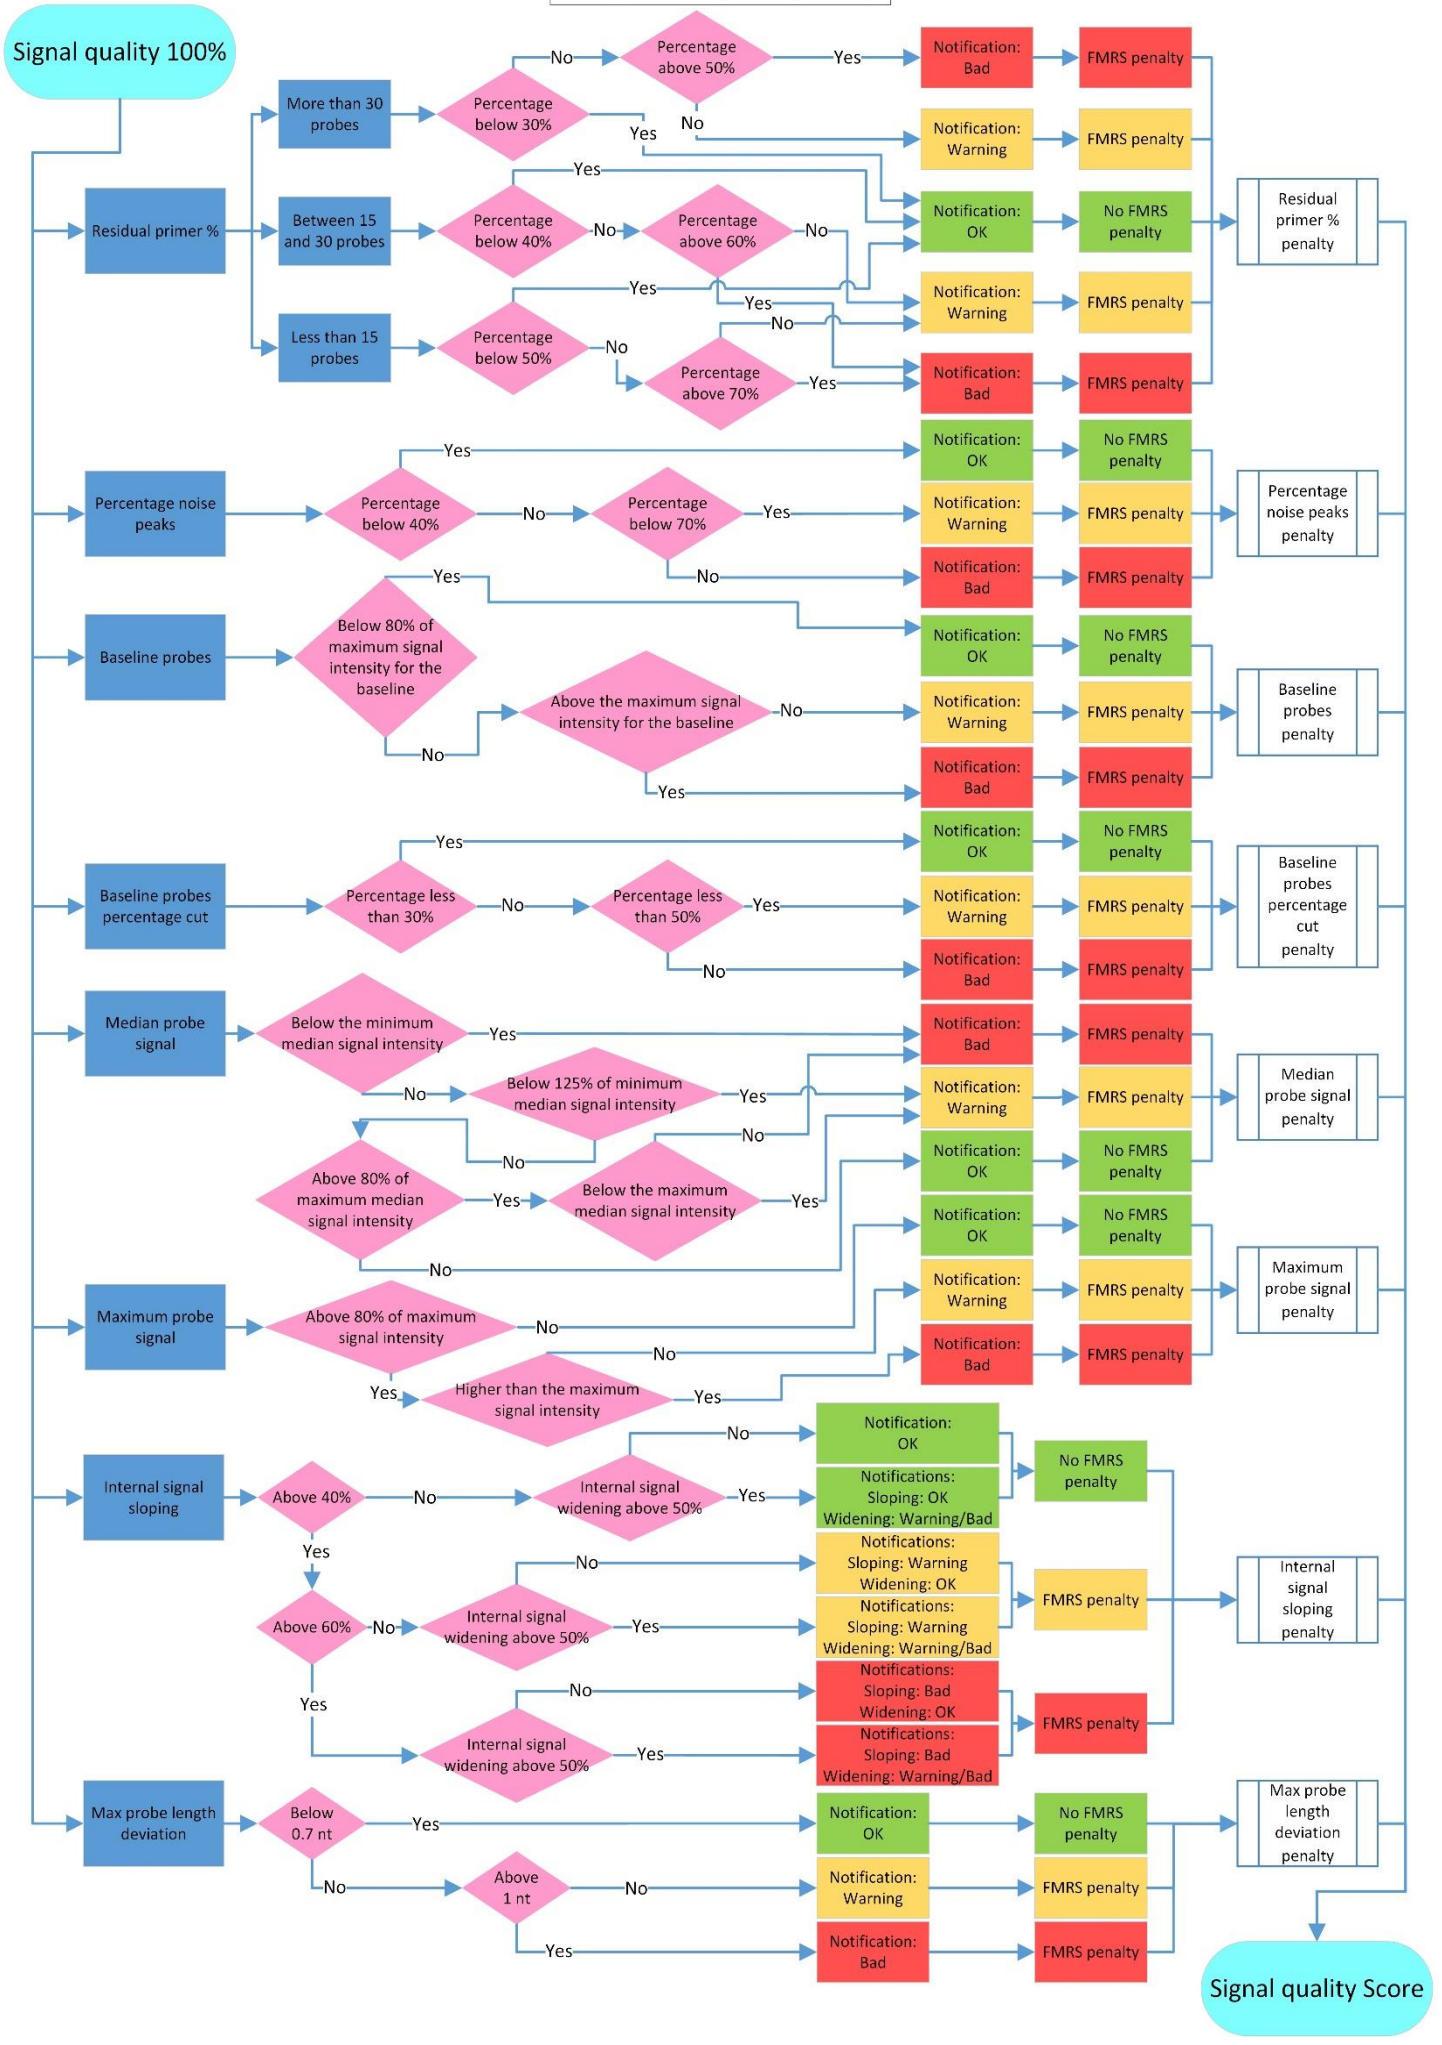 Signal quality 100%
No
Percentage
above 50%
Yes
Notification:
Bad
FMRS penalty
More than 30
probes
Percentage
below 30%
Yes
No
Notification:
Warning
FMRS penalty
Residual primer %
Between 15
and 30 probes
Yes
Percentage
below 40%
No
Percentage
above 60%
No
Notification:
OK
No FMRS
penalty
Residual
primer %
penalty
Yes
Yes
Notification:
Warning
FMRS penalty
Less than 15
probes
Percentage
below 50%
No
No
Percentage
above 70%
Yes
Notification:
Bad
FMRS penalty
Yes
Notification:
OK
No FMRS
penalty
Percentage noise
peaks
Percentage
below 40%
No
Percentage
below 70%
Yes
Notification:
Warning
FMRS penalty
Percentage
noise peaks
penalty
No
Notification:
Bad
FMRS penalty
Yes
Baseline probes
Below 80% of
maximum signal
intensity for the
baseline
Notification:
OK
No FMRS
penalty
No
Above the maximum signal
intensity for the baseline
No
Notification:
Warning
FMRS penalty
Baseline
probes
penalty
Yes
Notification:
Bad
FMRS penalty
Yes
Notification:
OK
No FMRS
penalty
Baseline probes
percentage cut
Percentage less
than 30%
No
Percentage less
than 50%
Yes
Notification:
Warning
FMRS penalty
Baseline
probes
percentage
cut
penalty
No
Notification:
Bad
FMRS penalty
Median probe
signal
Below the minimum
median signal intensity
Yes
Notification:
Bad
FMRS penalty
No
Below 125% of minimum
median signal intensity
Yes
Notification:
Warning
FMRS penalty
Median
probe signal
penalty
No
No
Above 80% of
maximum median
signal intensity
Yes
Below the maximum
median signal intensity
Yes
Notification:
OK
No FMRS
penalty
No
Notification:
OK
No FMRS
penalty
Maximum probe
signal
Above 80% of maximum
signal intensity
No
Notification:
Warning
FMRS penalty
Maximum
probe signal
penalty
Yes
Higher than the maximum
signal intensity
No
Yes
Notification:
Bad
FMRS penalty
Internal signal
sloping
Above 40%
No
Internal signal
widening above 50%
No
Notification:
OK
Yes
Notifications:
Sloping: OK
Widening: Warning/Bad
No FMRS
penalty
Yes
Above 60%
No
Internal signal
widening above 50%
No
Notifications:
Sloping: Warning
Widening: OK
Yes
Notifications:
Sloping: Warning
Widening: Warning/Bad
FMRS penalty
Internal
signal
sloping
penalty
Yes
Internal signal
widening above 50%
No
Notifications:
Sloping: Bad
Widening: OK
Yes
Notifications:
Sloping: Bad
Widening: Warning/Bad
FMRS penalty
Max probe length
deviation
Below
0.7 nt
Yes
Notification:
OK
No FMRS
penalty
Max probe
length
deviation
penalty
No
Above
1 nt
No
Notification:
Warning
FMRS penalty
Yes
Notification:
Bad
FMRS penalty
Signal quality Score